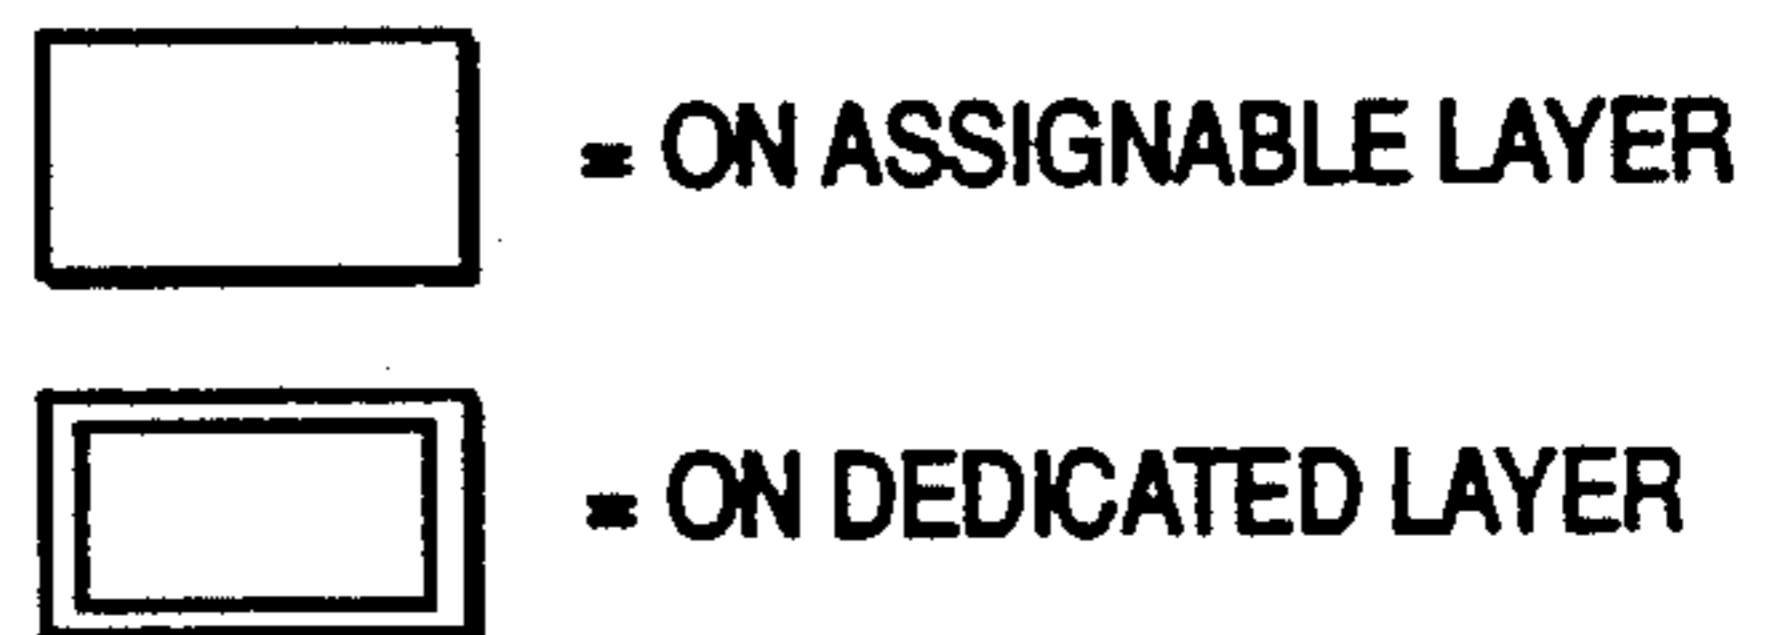 = ON ASSIGNABLE LAYER
= ON DEDICATED LAYER